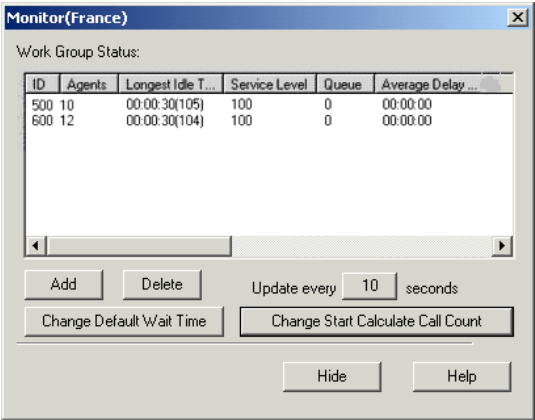 Monitor(France)
Work Group Status:
ID Agents Longest Idle T... Service Level Queue Average Delay ...
500 10 00:00:30(105) 100 0 00:00:00
600 12 00:00:30(104) 100 0 00:00:00
Add Delete Update every 10 seconds
Change Default Wait Time Change Start Calculate Call Count
Hide Help